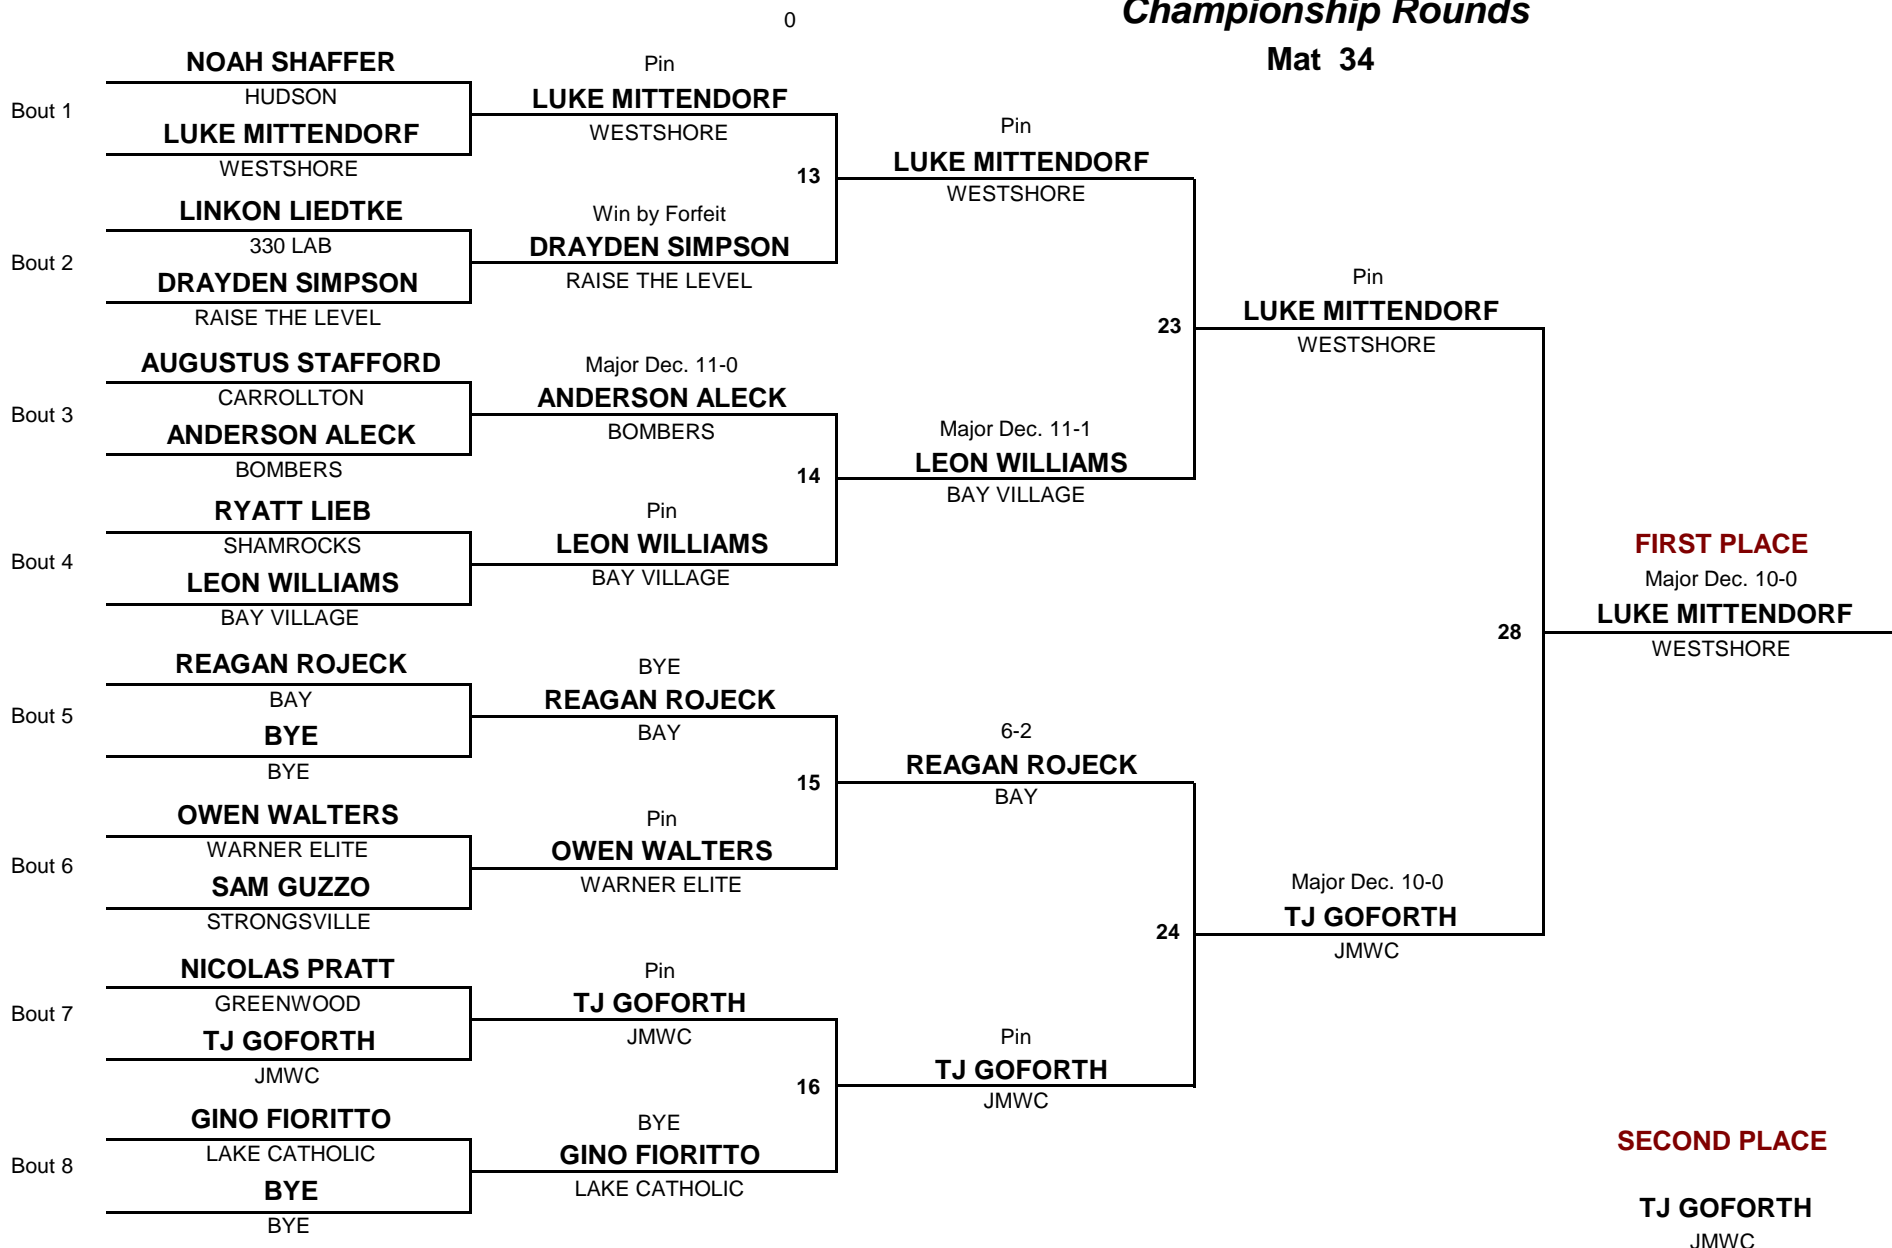 0
Championship Rounds
Mat 34
NOAH SHAFFER
HUDSON
Bout 1
LUKE MITTENDORF
WESTSHORE
LINKON LIEDTKE
330 LAB
Bout 2
DRAYDEN SIMPSON
RAISE THE LEVEL
AUGUSTUS STAFFORD
CARROLLTON
Bout 3
ANDERSON ALECK
BOMBERS
RYATT LIEB
SHAMROCKS
Bout 4
LEON WILLIAMS
BAY VILLAGE
REAGAN ROJECK
BAY
Bout 5
BYE
BYE
OWEN WALTERS
WARNER ELITE
Bout 6
SAM GUZZO
STRONGSVILLE
NICOLAS PRATT
GREENWOOD
Bout 7
TJ GOFORTH
JMWC
GINO FIORITTO
LAKE CATHOLIC
Bout 8
BYE
BYE
Pin
LUKE MITTENDORF
WESTSHORE
13
Win by Forfeit
DRAYDEN SIMPSON
RAISE THE LEVEL
Major Dec. 11-0
ANDERSON ALECK
BOMBERS
14
Pin
LEON WILLIAMS
BAY VILLAGE
BYE
REAGAN ROJECK
BAY
15
Pin
OWEN WALTERS
WARNER ELITE
Pin
TJ GOFORTH
JMWC
16
BYE
GINO FIORITTO
LAKE CATHOLIC
Pin
LUKE MITTENDORF
WESTSHORE
23
Major Dec. 11-1
LEON WILLIAMS
BAY VILLAGE
6-2
REAGAN ROJECK
BAY
24
Pin
TJ GOFORTH
JMWC
Pin
LUKE MITTENDORF
WESTSHORE
28
Major Dec. 10-0
TJ GOFORTH
JMWC
FIRST PLACE
Major Dec. 10-0
LUKE MITTENDORF
WESTSHORE
SECOND PLACE
TJ GOFORTH
JMWC